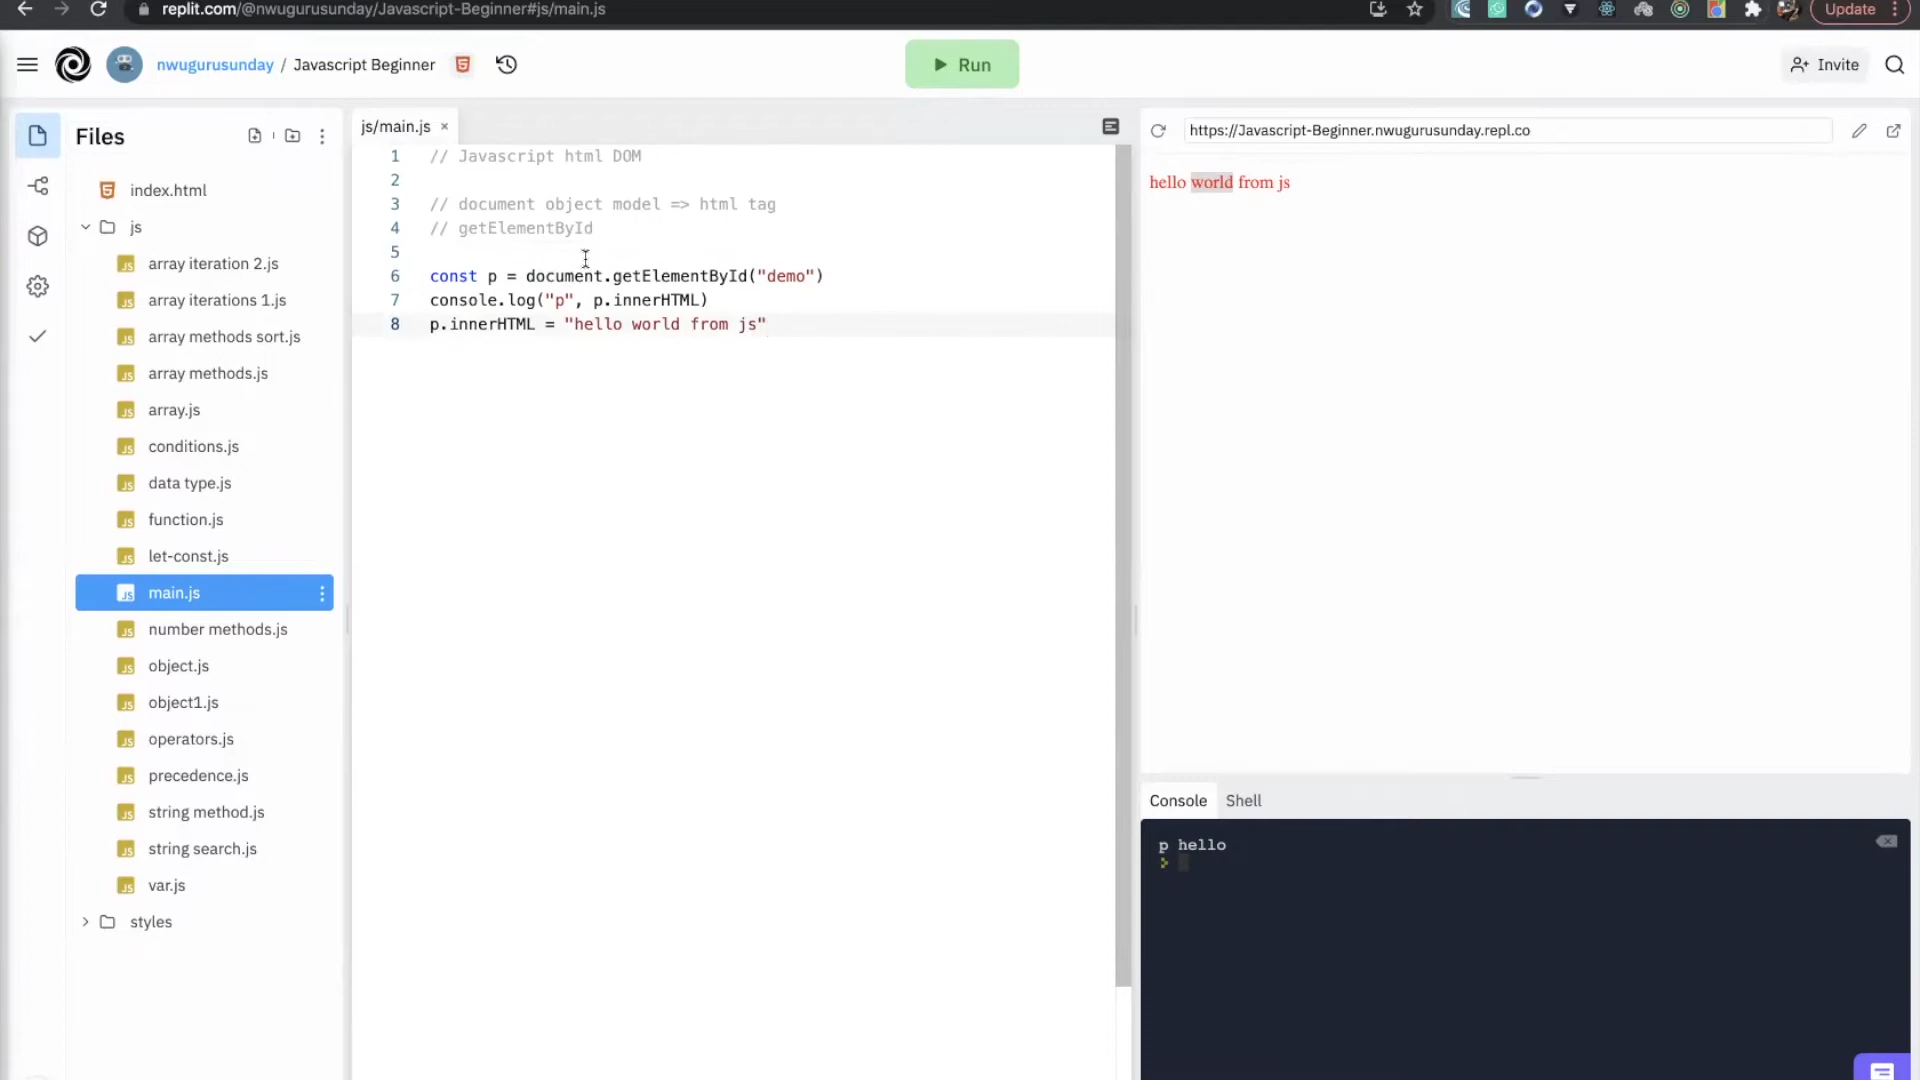 replit.com/@nwugurusunday/Javascript-Beginner#js/main.js
Update
nwugurusunday / Javascript Beginner
Run
Invite
Files
index.html
js
array iteration 2.js
array iterations 1.js
array methods sort.js
array methods.js
array.js
conditions.js
data type.js
function.js
let-const.js
main.js
number methods.js
object.js
object1.js
operators.js
precedence.js
string method.js
string search.js
var.js
styles
js/main.js
1 // Javascript html DOM
2
3 // document object model => html tag
4 // getElementById
5
6 const p = document.getElementById("demo")
7 console.log("p", p.innerHTML)
8 p.innerHTML = "hello world from js"
https://Javascript-Beginner.nwugurusunday.repl.co
hello world from js
Console Shell
p hello